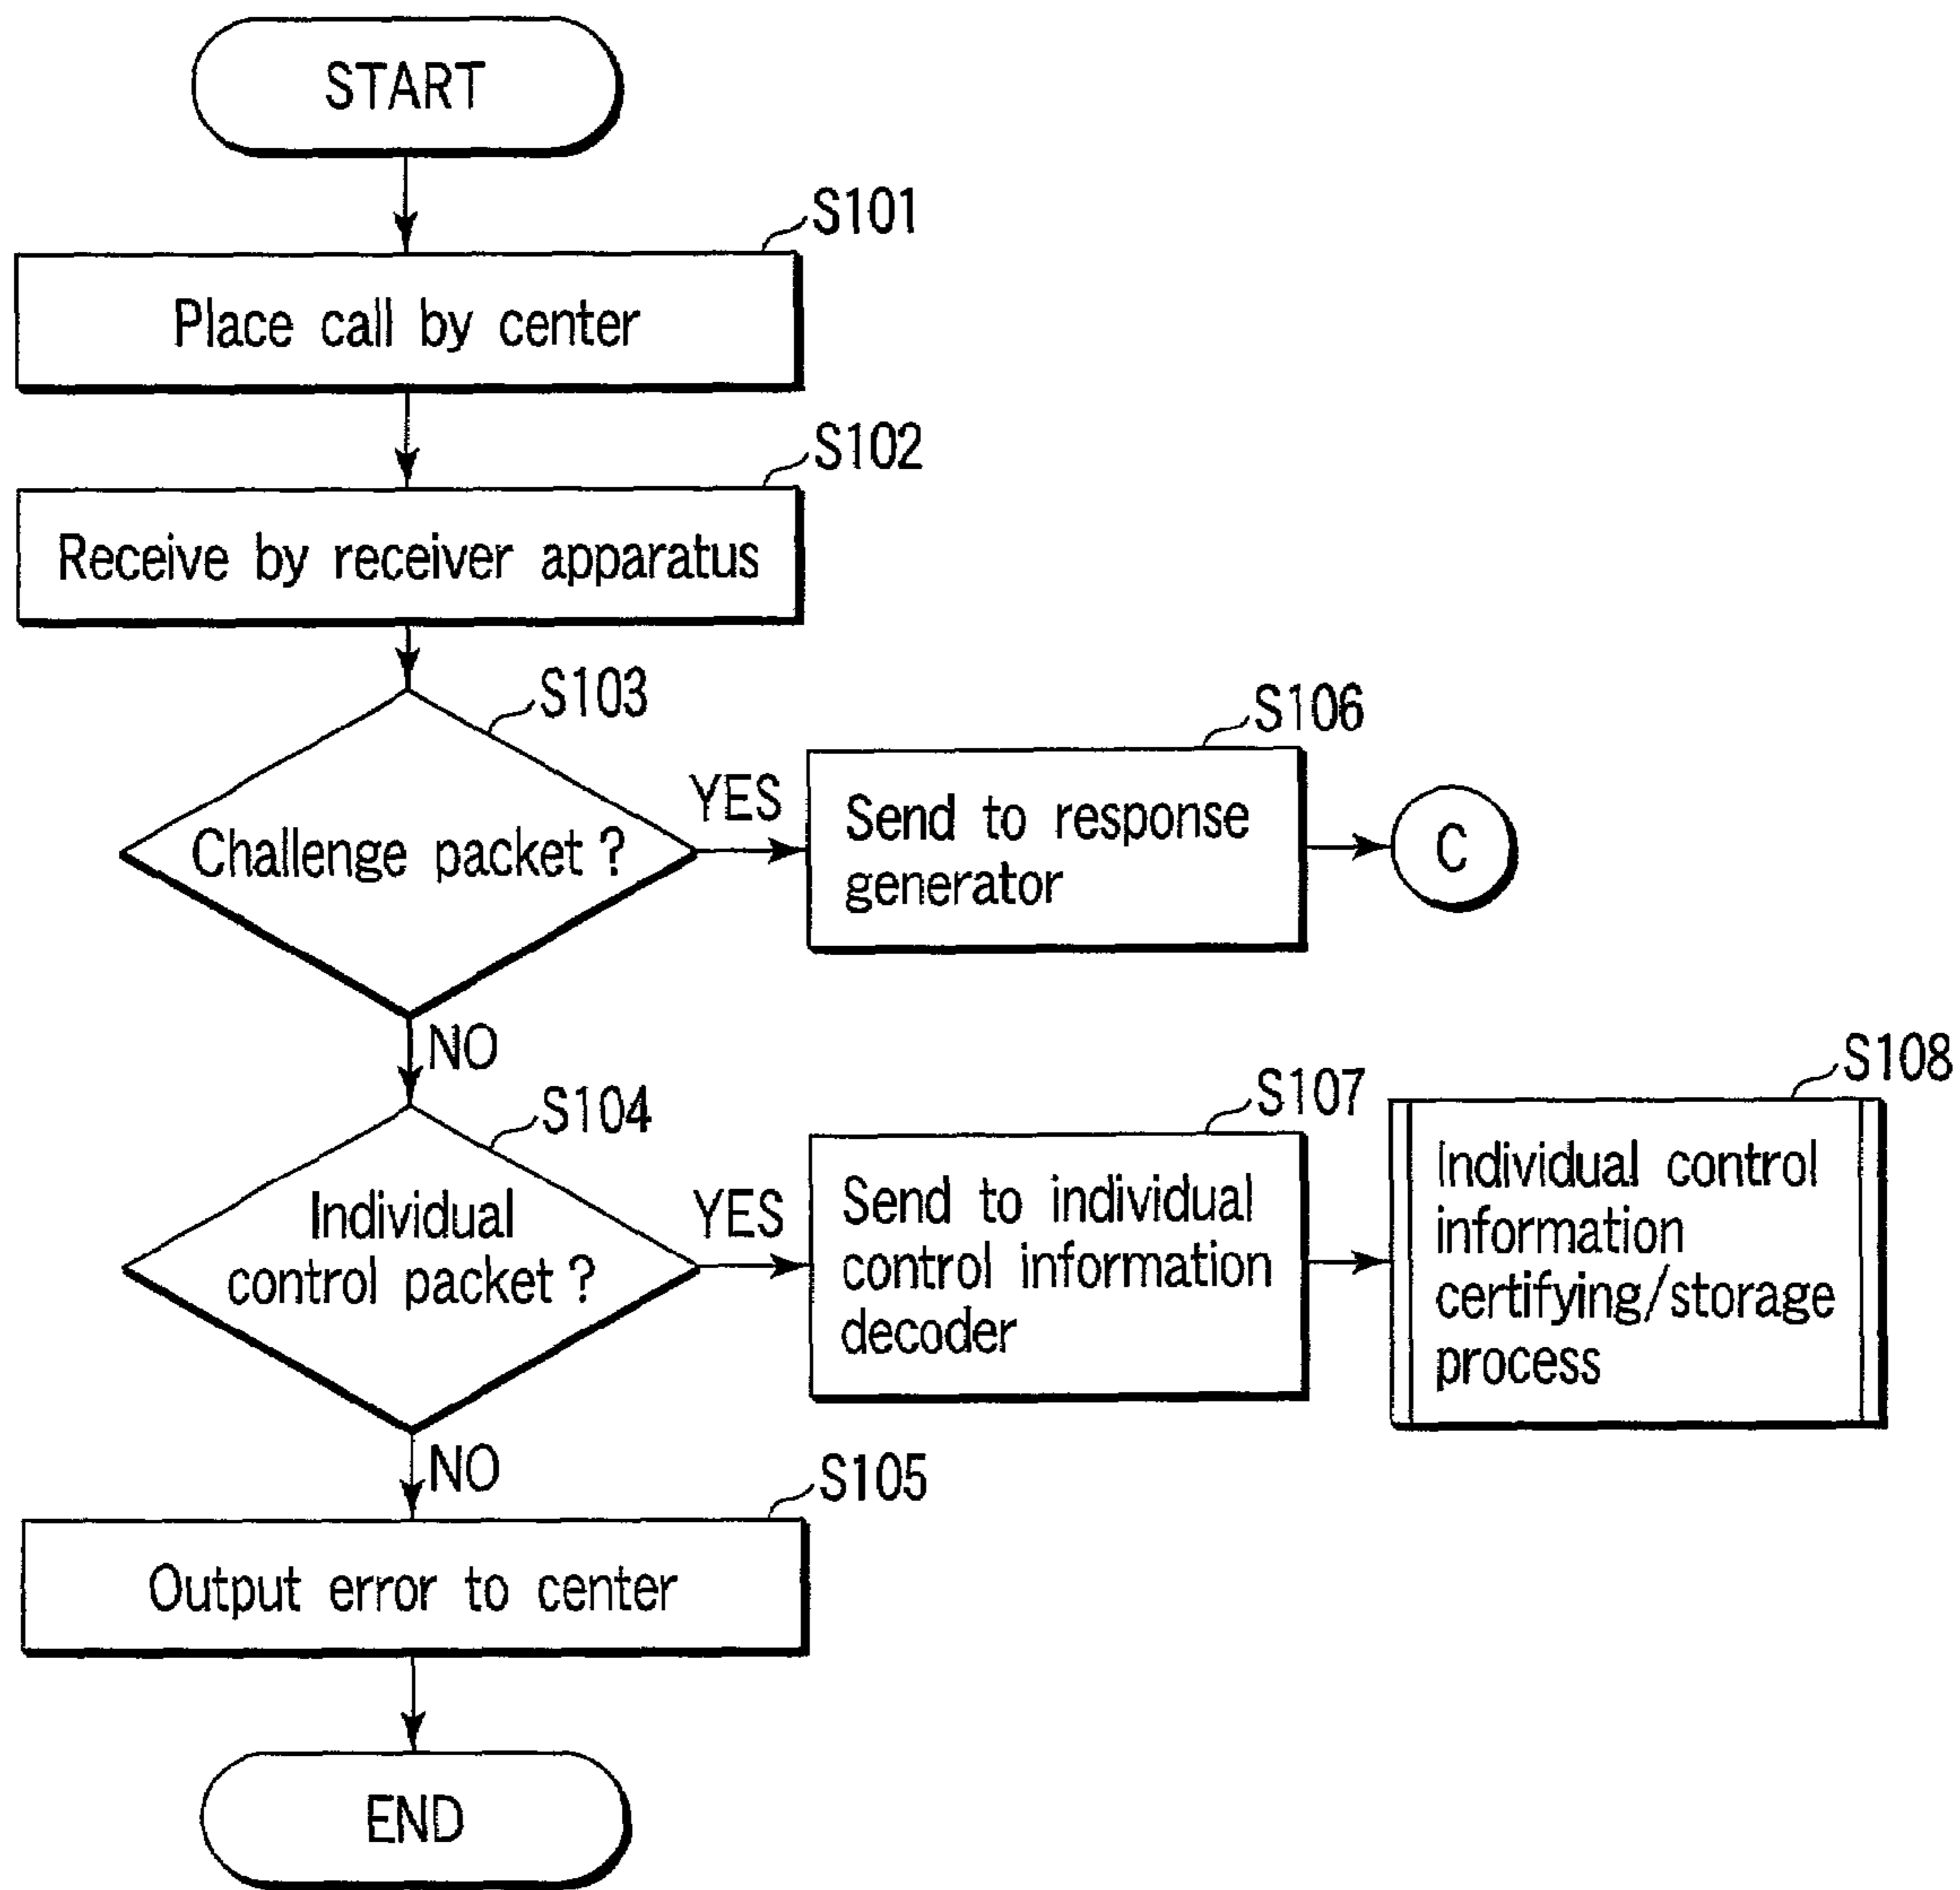 START
S101
Place call by center
S102
Receive by receiver apparatus
S103
Challenge packet ?
YES
S106
Send to response
generator
C
NO
S104
Individual
control packet ?
YES
S107
Send to individual
control information
decoder
S108
Individual control
information
certifying/storage
process
NO
S105
Output error to center
END